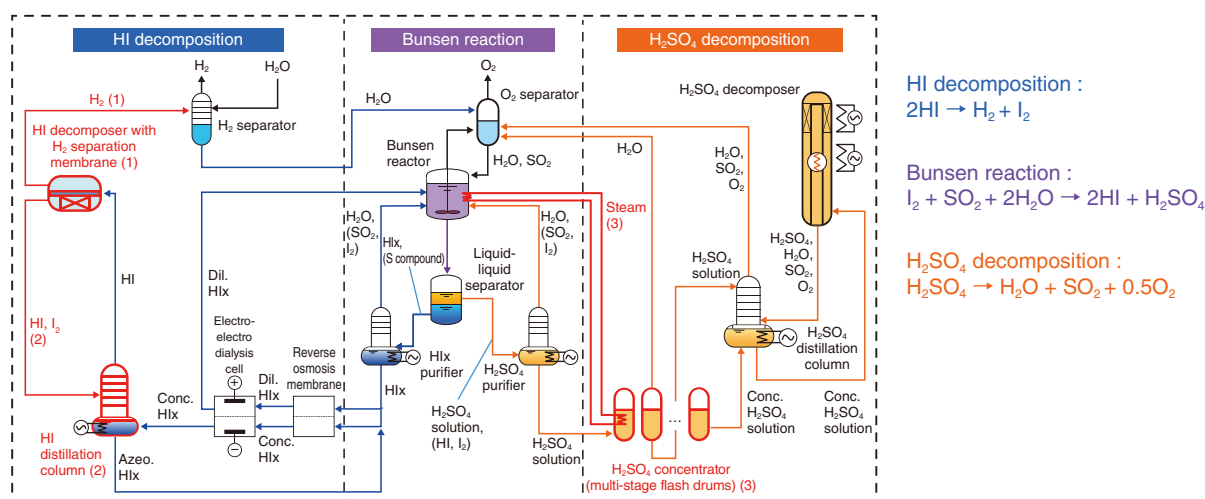 HI decomposition
Bunsen reaction
H₂SO₄ decomposition
H₂
H₂O
H₂ (1)
H₂ separator
HI decomposer with
H₂ separation
membrane (1)
HI
HI, I₂
(2)
Dil.
HIx
Electro-
electro
dialysis
cell
Reverse
osmosis
membrane
Dil.
HIx
Conc.
HIx
Conc.
HIx
HI
distillation
column (2)
Azeo.
HIx
H₂O
O₂
O₂ separator
Bunsen
reactor
H₂O, SO₂
H₂O,
(SO₂,
I₂)
HIx,
(S compound)
Liquid-
liquid
separator
H₂O,
(SO₂,
I₂)
HIx
purifier
HIx
H₂SO₄
purifier
H₂SO₄
solution,
(HI, I₂)
H₂SO₄
solution
H₂SO₄ decomposer
H₂O
H₂O,
SO₂,
O₂
Steam
(3)
H₂SO₄
solution
H₂SO₄,
H₂O,
SO₂,
O₂
H₂SO₄
distillation
column
...
Conc.
H₂SO₄
solution
Conc.
H₂SO₄
solution
H₂SO₄ concentrator
(multi-stage flash drums) (3)
HI decomposition :
2HI → H₂ + I₂
Bunsen reaction :
I₂ + SO₂ + 2H₂O → 2HI + H₂SO₄
H₂SO₄ decomposition :
H₂SO₄ → H₂O + SO₂ + 0.5O₂